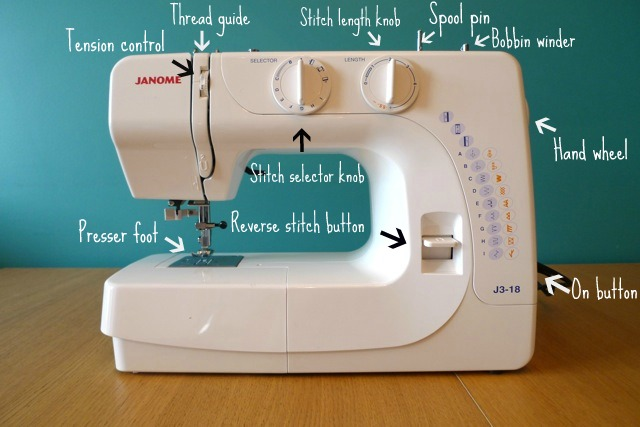 Thread guide
Stitch length knob
Spool pin
Tension control
Bobbin winder
SELECTOR
LENGTH
JANOME
Hand wheel
Stitch selector knob
A
B
C
D
E
F
G
H
I
Presser foot
Reverse stitch button
On button
J3-18